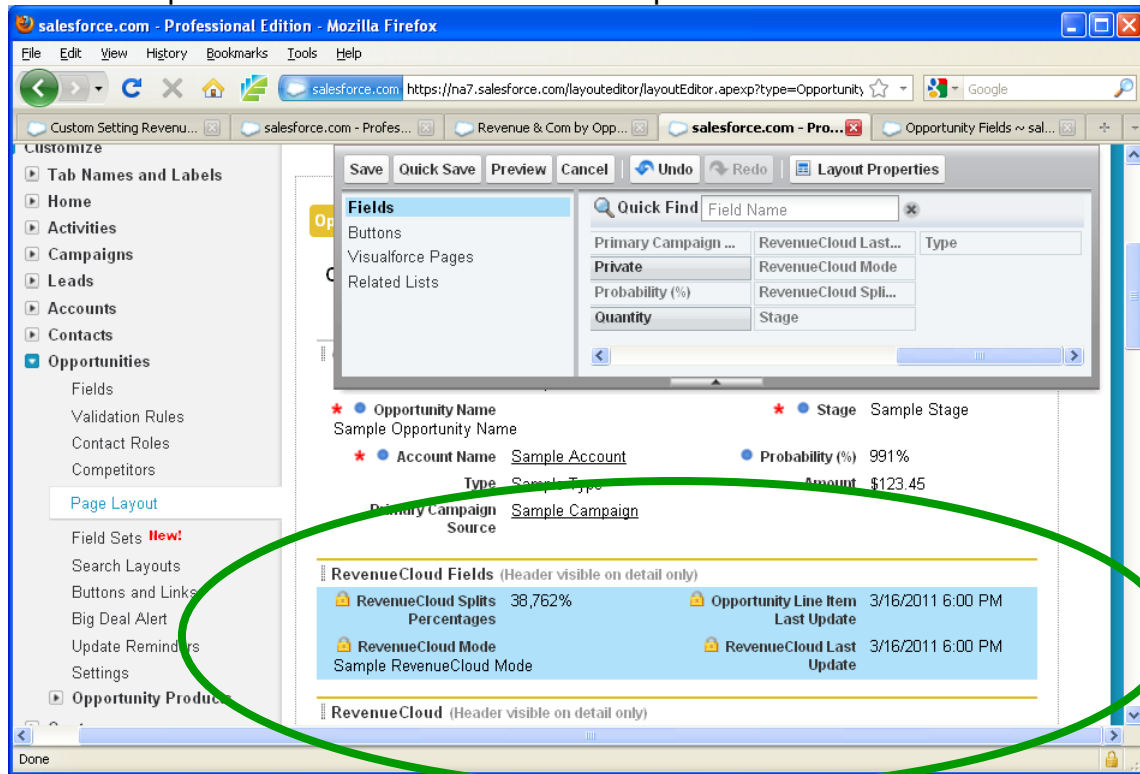 salesforce.com - Professional Edition - Mozilla Firefox
File Edit View History Bookmarks Tools Help
salesforce.com https://na7.salesforce.com/layouteditor/layoutEditor.apexp?type=Opportunity Google
Custom Setting Revenu... salesforce.com - Profes... Revenue & Com by Opp... salesforce.com - Pro... Opportunity Fields ~ sal...
Customize
Tab Names and Labels
Home
Activities
Campaigns
Leads
Accounts
Contacts
Opportunities
Fields
Validation Rules
Contact Roles
Competitors
Page Layout
Field Sets New!
Search Layouts
Buttons and Links
Big Deal Alert
Update Reminders
Settings
Opportunity Products
Save Quick Save Preview Cancel Undo Redo Layout Properties
Fields
Buttons
Visualforce Pages
Related Lists
Quick Find Field Name
Primary Campaign ... RevenueCloud Last... Type
Private RevenueCloud Mode
Probability (%) RevenueCloud Spli...
Quantity Stage
* Opportunity Name * Stage Sample Stage
Sample Opportunity Name
* Account Name Sample Account Probability (%) 991%
Type Sample Type Amount $123.45
Primary Campaign Sample Campaign
Source
RevenueCloud Fields (Header visible on detail only)
RevenueCloud Splits 38,762% Opportunity Line Item 3/16/2011 6:00 PM
Percentages Last Update
RevenueCloud Mode RevenueCloud Last 3/16/2011 6:00 PM
Sample RevenueCloud Mode Update
RevenueCloud (Header visible on detail only)
Done